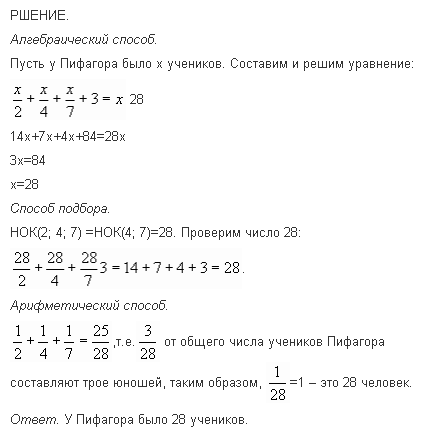 РШЕНИЕ.
Алгебраический способ.
Пусть у Пифагора было x учеников. Составим и решим уравнение:
x/2 + x/4 + x/7 + 3 = x 28
14x+7x+4x+84=28x
3x=84
x=28
Способ подбора.
НОК(2; 4; 7) =НОК(4; 7)=28. Проверим число 28:
28/2 + 28/4 + 28/7 3 = 14 + 7 + 4 + 3 = 28.
Арифметический способ.
1/2 + 1/4 + 1/7 = 25/28 ,т.е. 3/28 от общего числа учеников Пифагора
составляют трое юношей, таким образом, 1/28 =1 – это 28 человек.
Ответ. У Пифагора было 28 учеников.